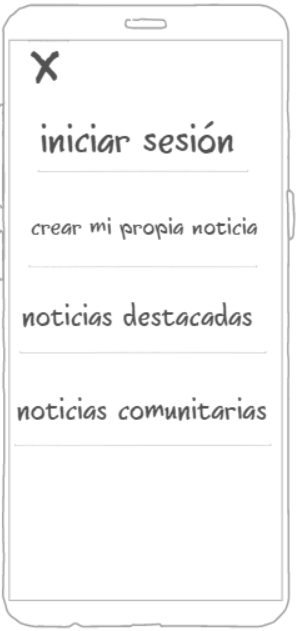 X
iniciar sesión
crear mi propia noticia
noticias destacadas
noticias comunitarias